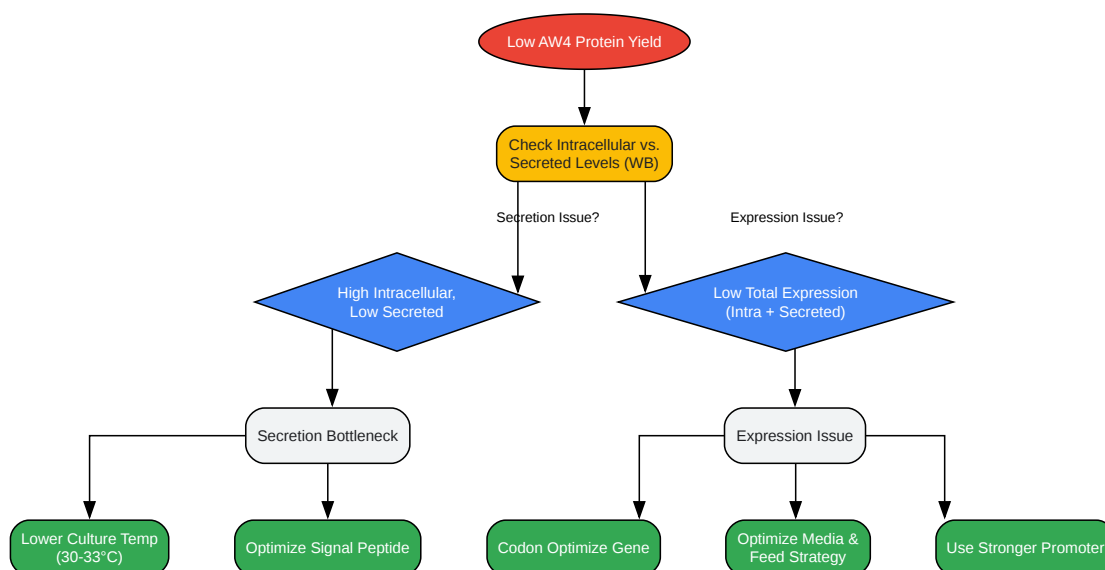 Low AW4 Protein Yield
Check Intracellular vs.
Secreted Levels (WB)
Secretion Issue?
Expression Issue?
High Intracellular,
Low Secreted
Low Total Expression
(Intra + Secreted)
Secretion Bottleneck
Expression Issue
Lower Culture Temp
(30-33°C)
Optimize Signal Peptide
Codon Optimize Gene
Optimize Media &
Feed Strategy
Use Stronger Promoter